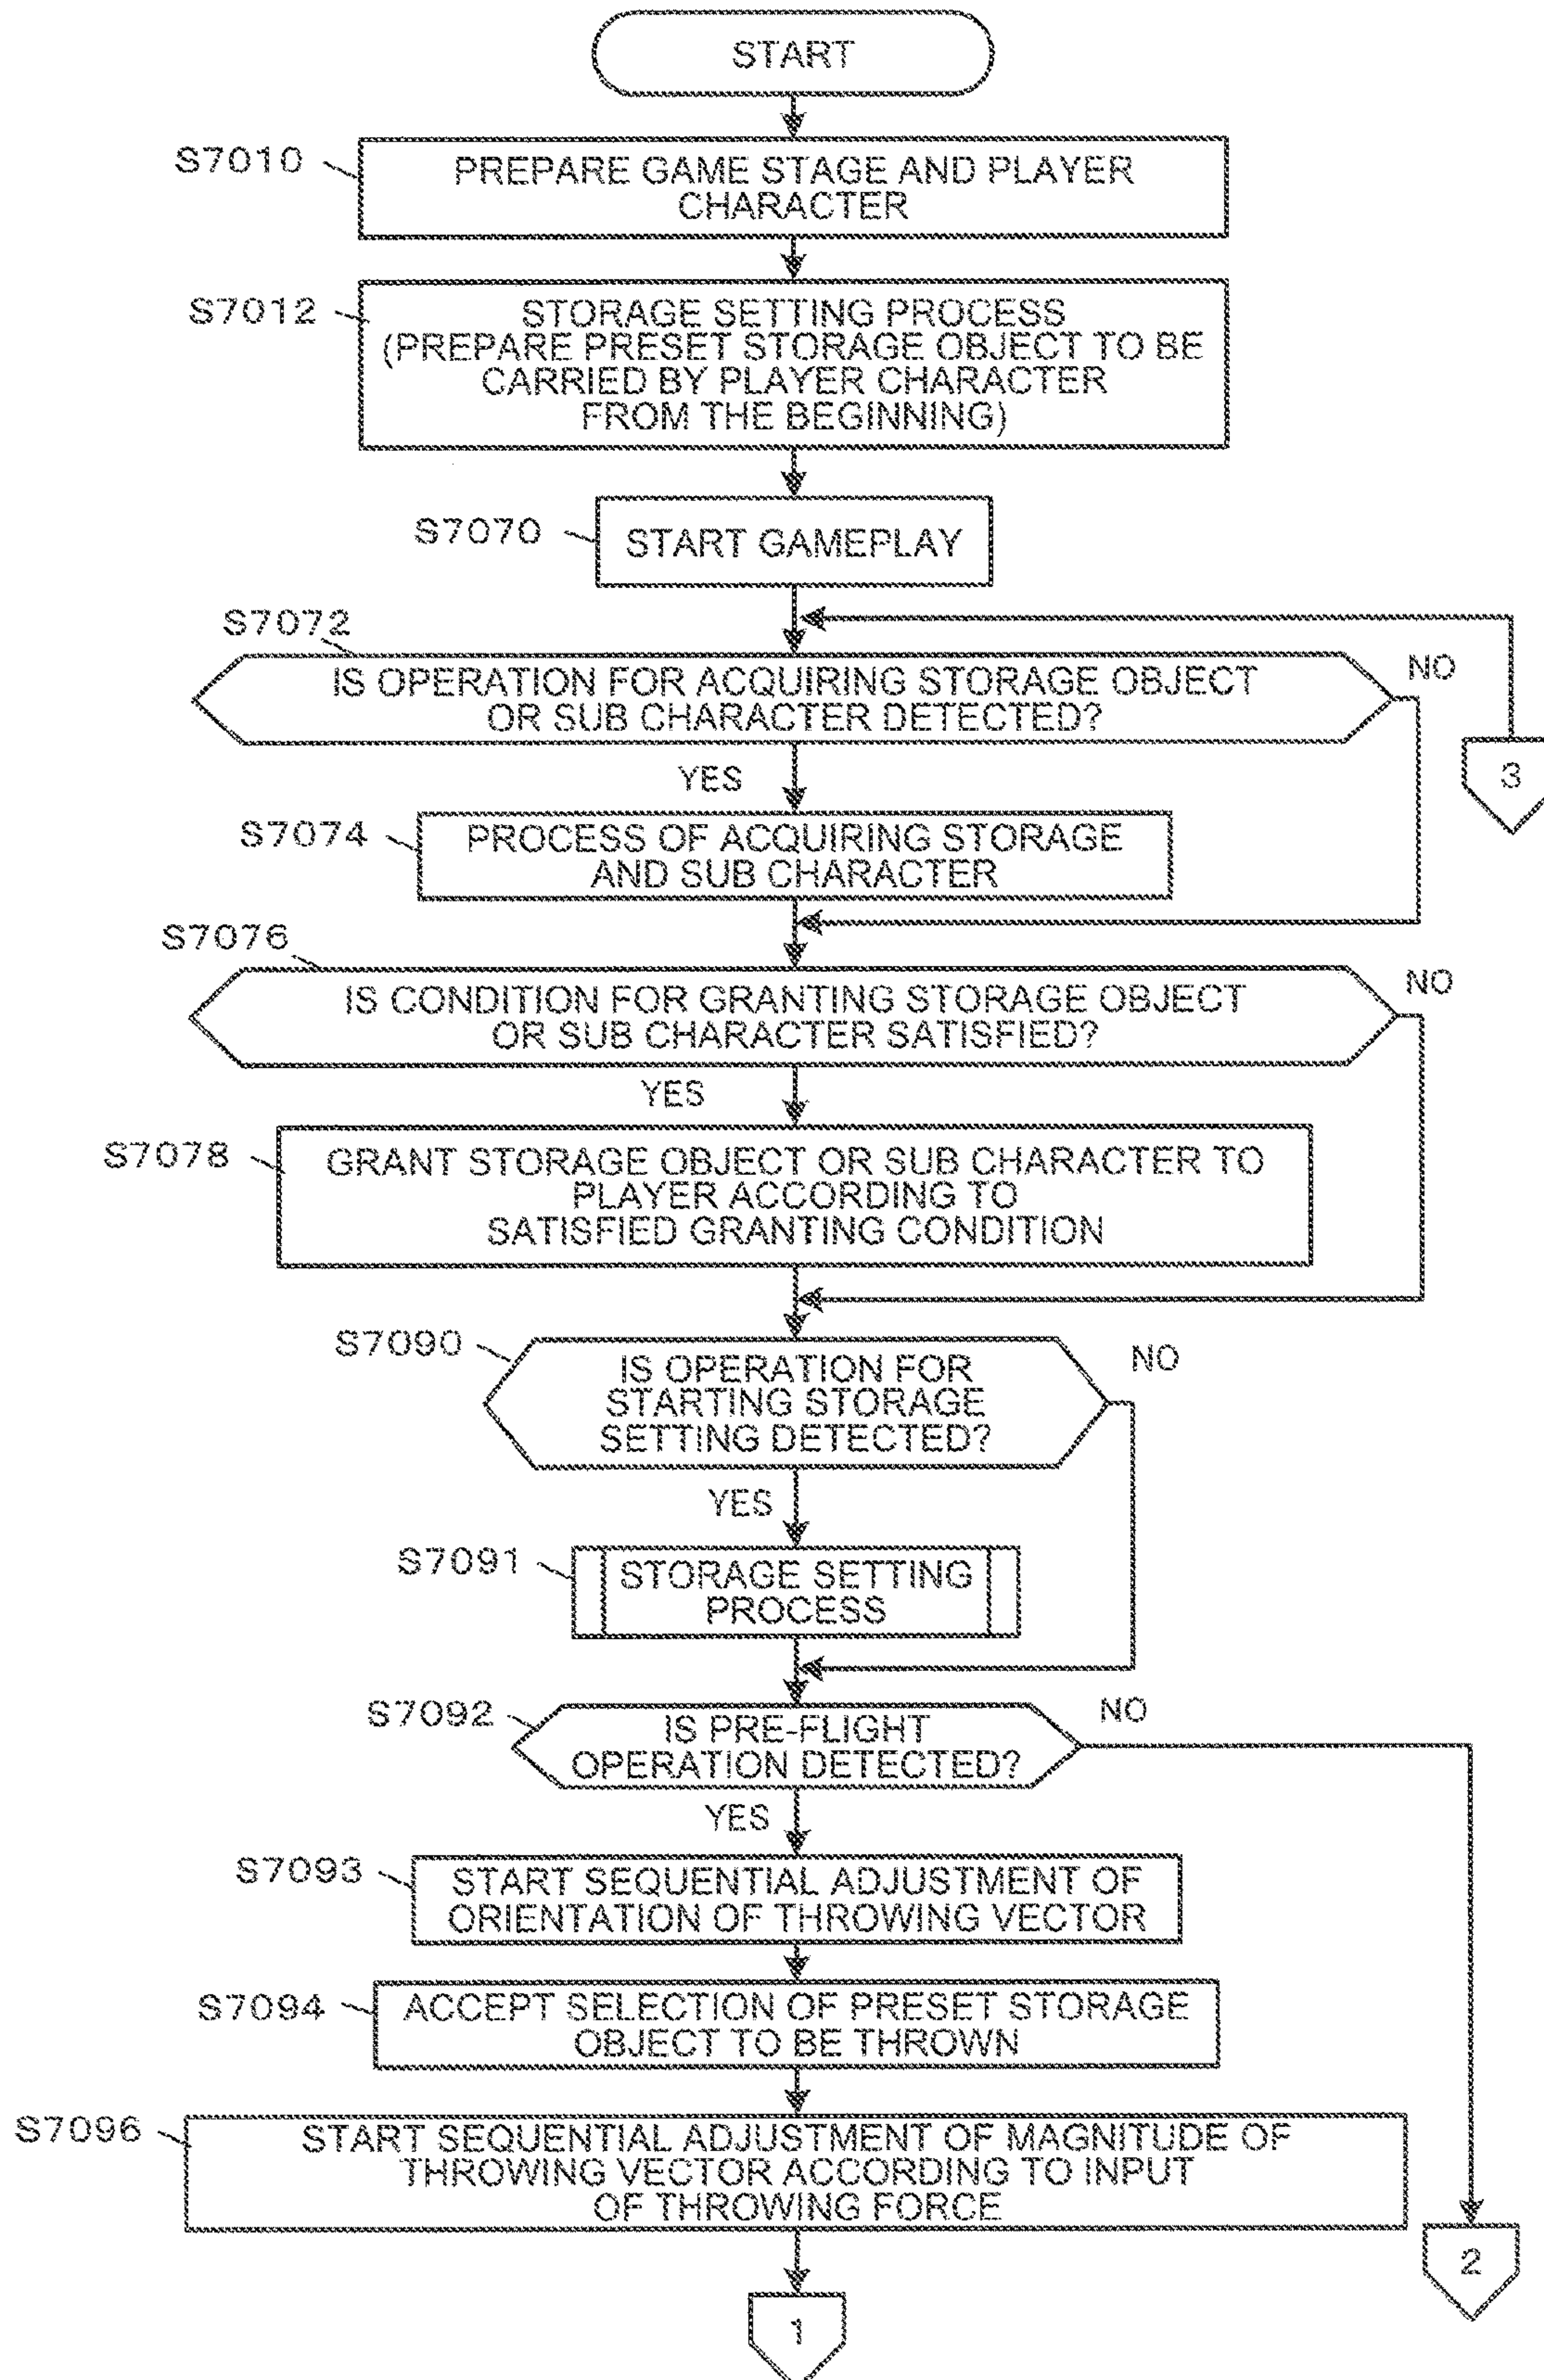 START
S7010
PREPARE GAME STAGE AND PLAYER
CHARACTER
S7012
STORAGE SETTING PROCESS
(PREPARE PRESET STORAGE OBJECT TO BE
CARRIED BY PLAYER CHARACTER
FROM THE BEGINNING)
S7070
START GAMEPLAY
S7072
IS OPERATION FOR ACQUIRING STORAGE OBJECT
OR SUB CHARACTER DETECTED?
NO
3
YES
S7074
PROCESS OF ACQUIRING STORAGE
AND SUB CHARACTER
S7076
IS CONDITION FOR GRANTING STORAGE OBJECT
OR SUB CHARACTER SATISFIED?
NO
YES
S7078
GRANT STORAGE OBJECT OR SUB CHARACTER TO
PLAYER ACCORDING TO
SATISFIED GRANTING CONDITION
S7090
IS OPERATION FOR
STARTING STORAGE
SETTING DETECTED?
NO
YES
S7091
STORAGE SETTING
PROCESS
S7092
IS PRE-FLIGHT
OPERATION DETECTED?
NO
YES
S7093
START SEQUENTIAL ADJUSTMENT OF
ORIENTATION OF THROWING VECTOR
S7094
ACCEPT SELECTION OF PRESET STORAGE
OBJECT TO BE THROWN
S7096
START SEQUENTIAL ADJUSTMENT OF MAGNITUDE OF
THROWING VECTOR ACCORDING TO INPUT
OF THROWING FORCE
2
1